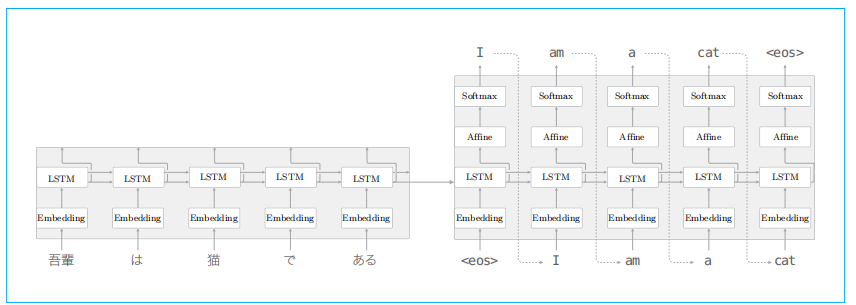 I am a cat <eos>
Softmax Softmax Softmax Softmax Softmax
Affine Affine Affine Affine Affine
LSTM LSTM LSTM LSTM LSTM LSTM LSTM LSTM LSTM LSTM
Embedding Embedding Embedding Embedding Embedding Embedding Embedding Embedding Embedding Embedding
吾輩 は 猫 で ある <eos> I am a cat